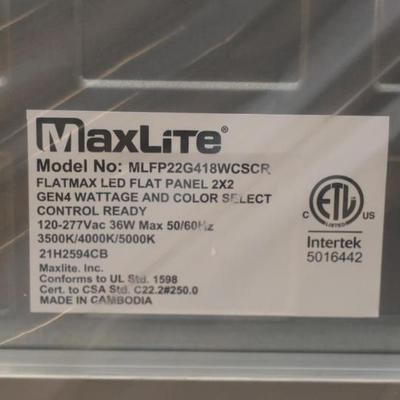 MAXLITE®
Model No: MLFP22G418WCSCR
FLATMAX LED FLAT PANEL 2X2
GEN4 WATTAGE AND COLOR SELECT
CONTROL READY
120-277Vac 36W Max 50/60Hz
3500K/4000K/5000K
21H2594CB
Maxlite. Inc.
Conforms to UL Std. 1598
Cert. to CSA Std. C22.2#250.0
MADE IN CAMBODIA
ETL
C US
Intertek
5016442